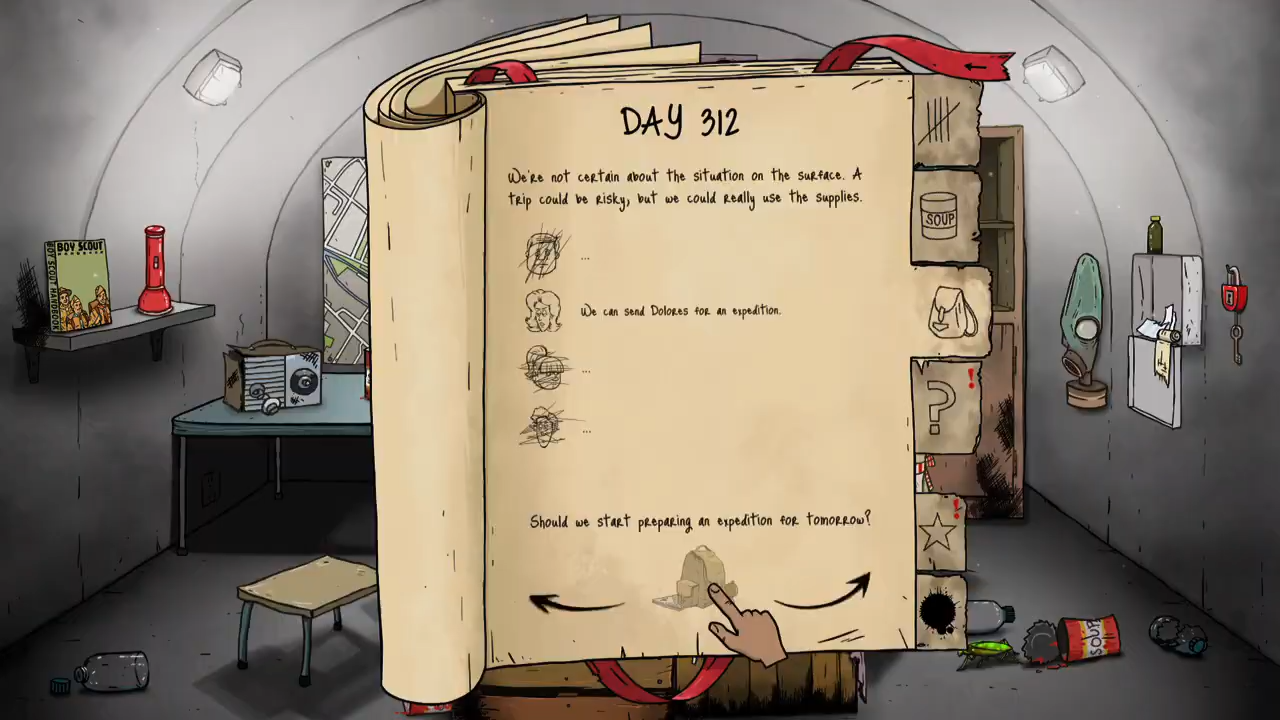 DAY 312
We're not certain about the situation on the surface. A
trip could be risky, but we could really use the supplies.
...
We can send Dolores for an expedition.
...
...
Should we start preparing an expedition for tomorrow?
SOUP
?
!
!
BOY SCOUT
BOY SCOUT HANDBOOK
SOUP